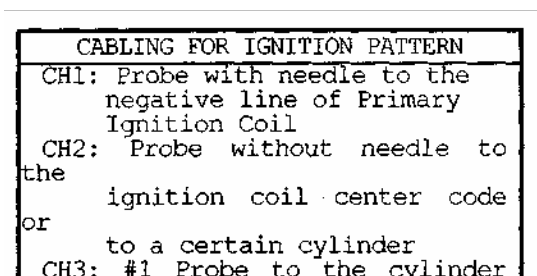 CABLING FOR IGNITION PATTERN
CH1: Probe with needle to the
negative line of Primary
Ignition Coil
CH2: Probe without needle to
the
ignition coil center code
or
to a certain cylinder
CH3: #1 Probe to the cylinder